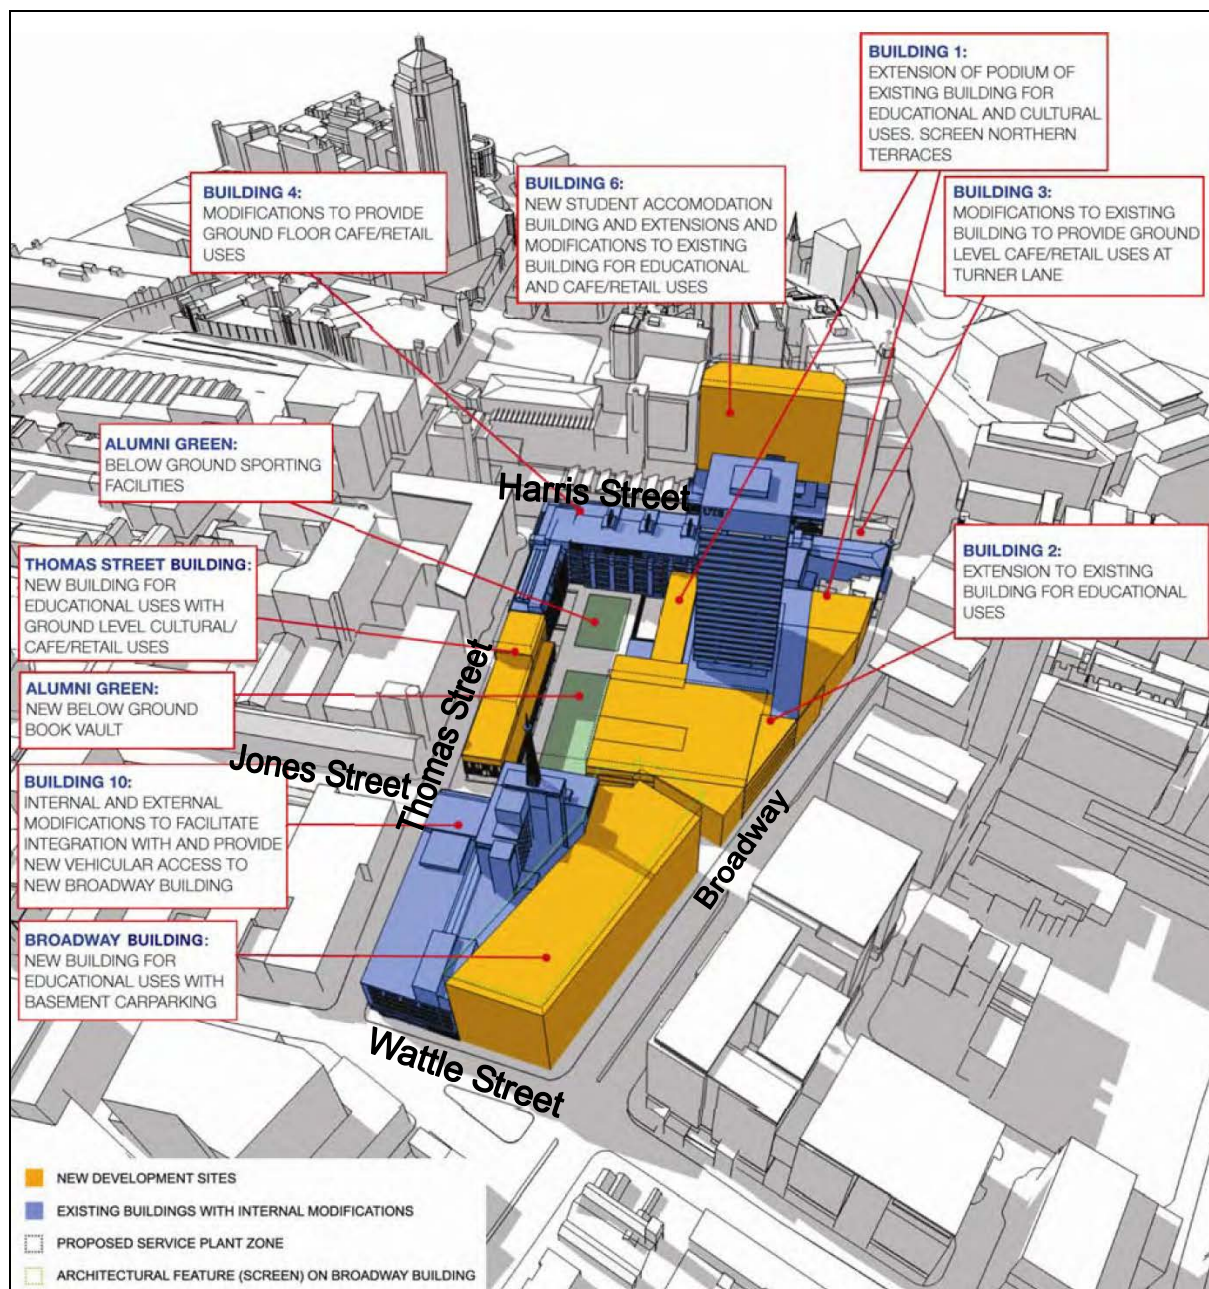 BUILDING 1:
EXTENSION OF PODIUM OF
EXISTING BUILDING FOR
EDUCATIONAL AND CULTURAL
USES. SCREEN NORTHERN
TERRACES
BUILDING 4:
MODIFICATIONS TO PROVIDE
GROUND FLOOR CAFE/RETAIL
USES
BUILDING 6:
NEW STUDENT ACCOMODATION
BUILDING AND EXTENSIONS AND
MODIFICATIONS TO EXISTING
BUILDING FOR EDUCATIONAL
AND CAFE/RETAIL USES
BUILDING 3:
MODIFICATIONS TO EXISTING
BUILDING TO PROVIDE GROUND
LEVEL CAFE/RETAIL USES AT
TURNER LANE
ALUMNI GREEN:
BELOW GROUND SPORTING
FACILITIES
Harris Street
UTS
THOMAS STREET BUILDING:
NEW BUILDING FOR
EDUCATIONAL USES WITH
GROUND LEVEL CULTURAL/
CAFE/RETAIL USES
BUILDING 2:
EXTENSION TO EXISTING
BUILDING FOR EDUCATIONAL
USES
ALUMNI GREEN:
NEW BELOW GROUND
BOOK VAULT
Thomas Street
Jones Street
BUILDING 10:
INTERNAL AND EXTERNAL
MODIFICATIONS TO FACILITATE
INTEGRATION WITH AND PROVIDE
NEW VEHICULAR ACCESS TO
NEW BROADWAY BUILDING
Broadway
BROADWAY BUILDING:
NEW BUILDING FOR
EDUCATIONAL USES WITH
BASEMENT CARPARKING
Wattle Street
NEW DEVELOPMENT SITES
EXISTING BUILDINGS WITH INTERNAL MODIFICATIONS
PROPOSED SERVICE PLANT ZONE
ARCHITECTURAL FEATURE (SCREEN) ON BROADWAY BUILDING